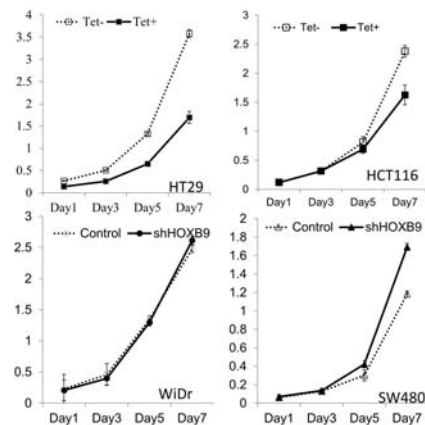 Tet- Tet+
4
3.5
3
2.5
2
1.5
1
0.5
0
HT29
Day1 Day3 Day5 Day7
Tet- Tet+
3
2.5
2
1.5
1
0.5
0
HCT116
Day1 Day3 Day5 Day7
Control shHOXB9
3
2.5
2
1.5
1
0.5
0
WiDr
Day1 Day3 Day5 Day7
Control shHOXB9
2
1.8
1.6
1.4
1.2
1
0.8
0.6
0.4
0.2
0
SW480
Day1 Day3 Day5 Day7